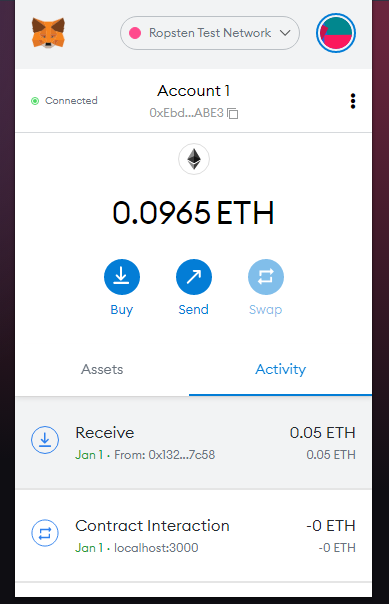 Ropsten Test Network
Connected
Account 1
0xEbd...ABE3
0.0965 ETH
Buy
Send
Swap
Assets
Activity
Receive
0.05 ETH
Jan 1 · From: 0x132...7c58
0.05 ETH
Contract Interaction
-0 ETH
Jan 1 · localhost:3000
-0 ETH